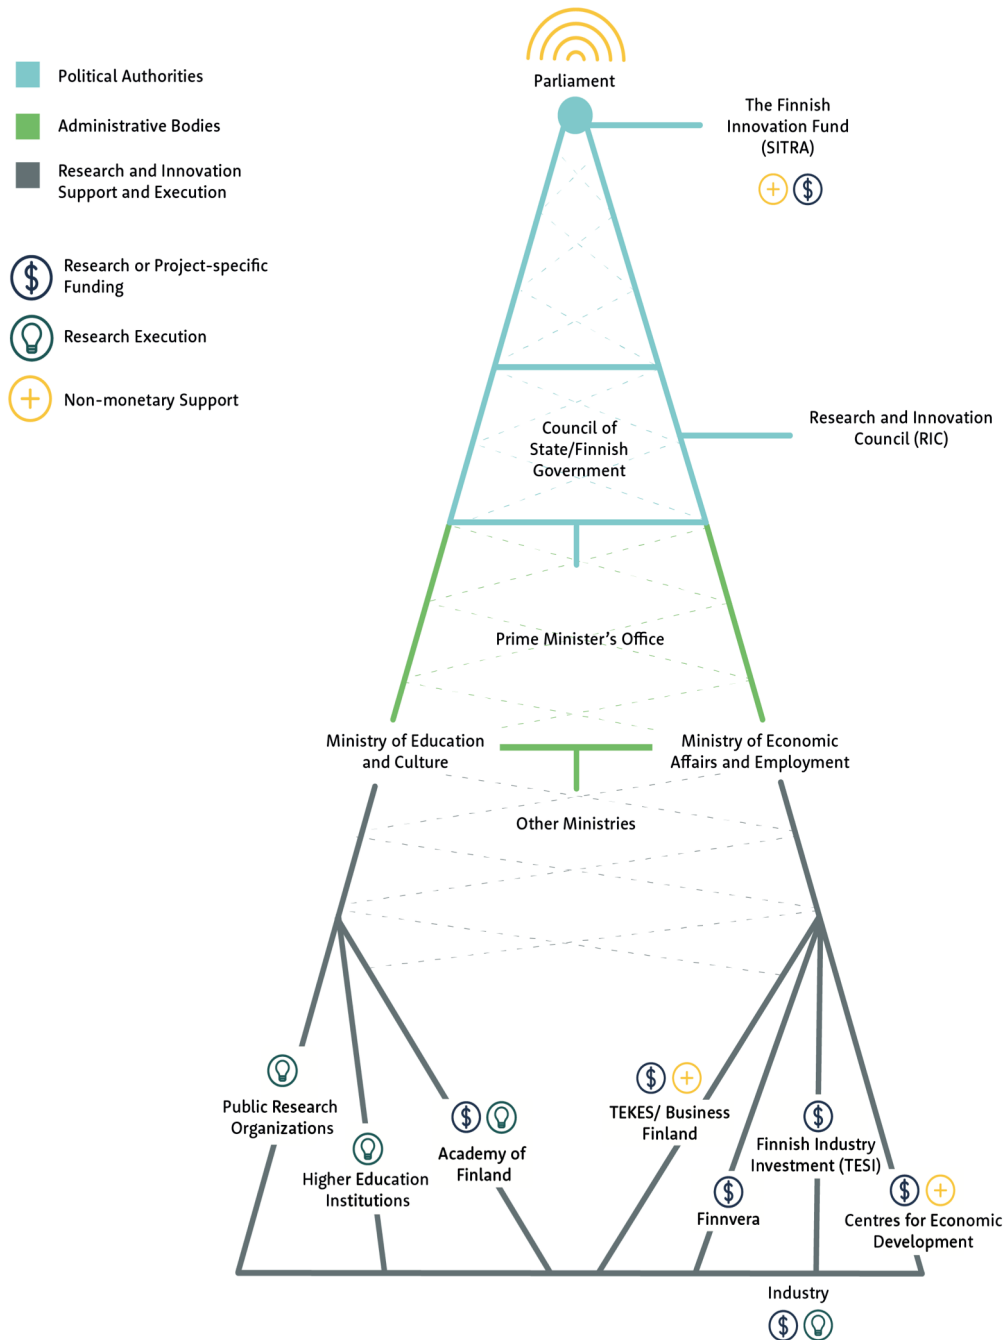 Political Authorities
Administrative Bodies
Research and Innovation
Support and Execution
$
Research or Project-specific
Funding
Research Execution
+
Non-monetary Support
Parliament
The Finnish
Innovation Fund
(SITRA)
+ $
Council of
State/Finnish
Government
Research and Innovation
Council (RIC)
Prime Minister's Office
Ministry of Education
and Culture
Ministry of Economic
Affairs and Employment
Other Ministries
Public Research
Organizations
Higher Education
Institutions
$
Academy of
Finland
$ +
TEKES/ Business
Finland
$
Finnvera
$
Finnish Industry
Investment (TESI)
$ +
Centres for Economic
Development
Industry
$